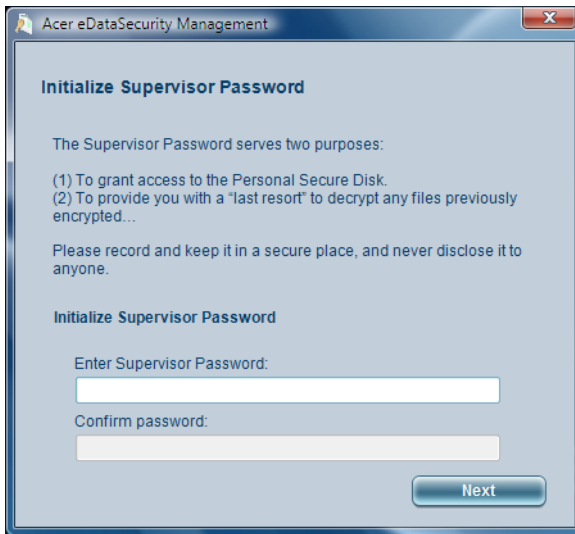 Acer eDataSecurity Management
Initialize Supervisor Password
The Supervisor Password serves two purposes:
(1) To grant access to the Personal Secure Disk.
(2) To provide you with a “last resort” to decrypt any files previously
encrypted…
Please record and keep it in a secure place, and never disclose it to
anyone.
Initialize Supervisor Password
Enter Supervisor Password:
Confirm password:
Next